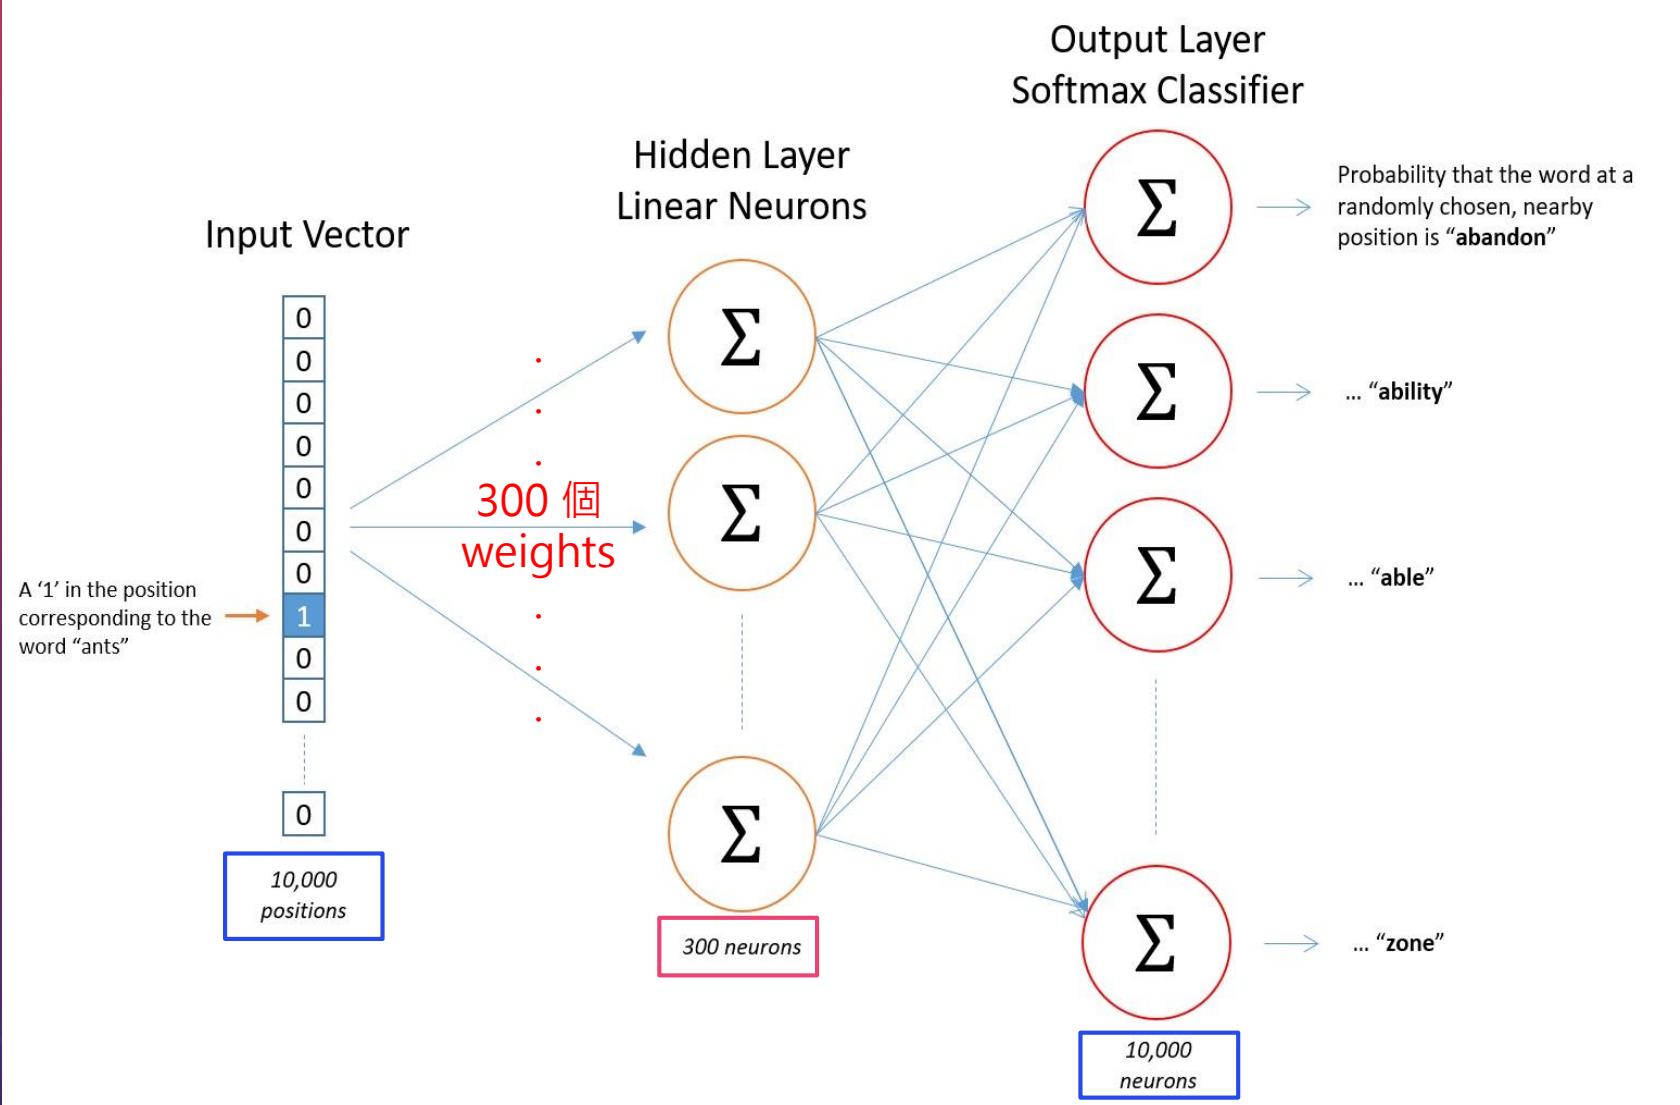 Output Layer
Softmax Classifier
Hidden Layer
Linear Neurons
Input Vector
0
0
0
0
0
0
0
1
0
0
0
A ‘1’ in the position
corresponding to the
word “ants”
10,000
positions
300 個
weights
Σ
Σ
Σ
300 neurons
Σ
Σ
Σ
Σ
10,000
neurons
Probability that the word at a
randomly chosen, nearby
position is “abandon”
... “ability”
... “able”
... “zone”